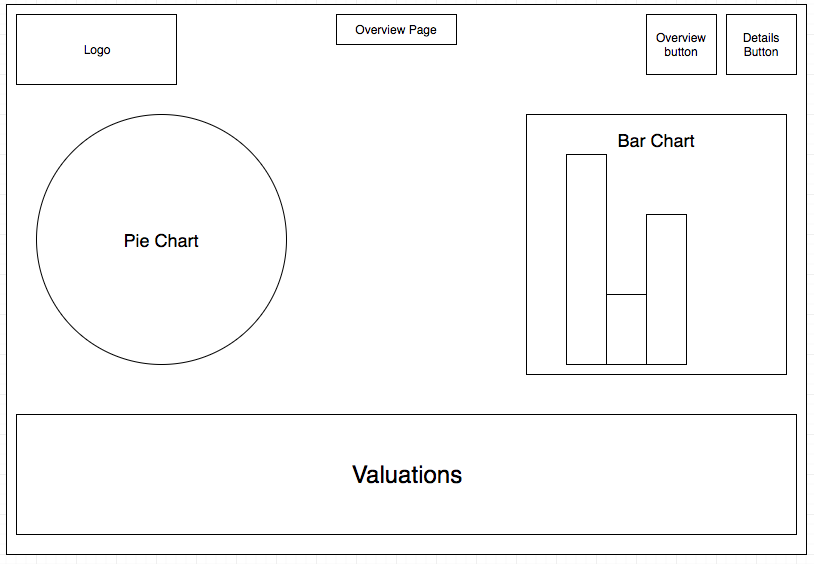 Logo
Overview Page
Overview
button
Details
Button
Pie Chart
Bar Chart
Valuations